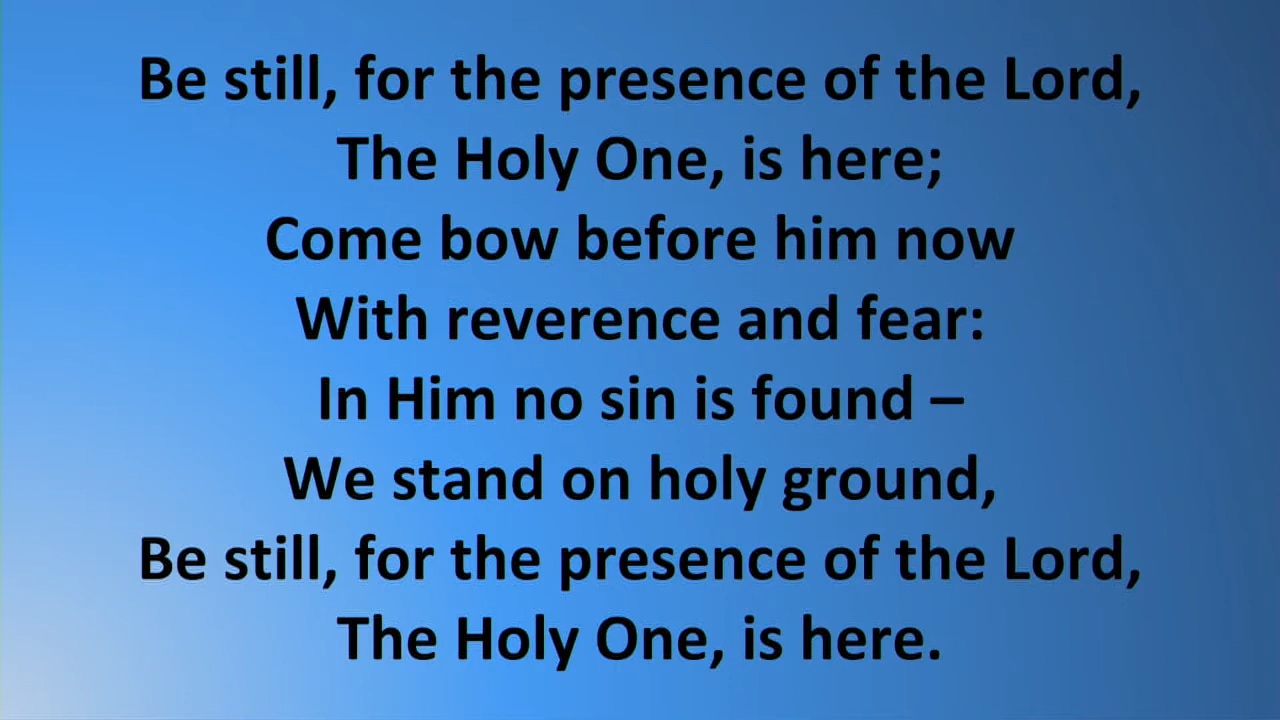 Be still, for the presence of the Lord,
The Holy One, is here;
Come bow before him now
With reverence and fear:
In Him no sin is found –
We stand on holy ground,
Be still, for the presence of the Lord,
The Holy One, is here.